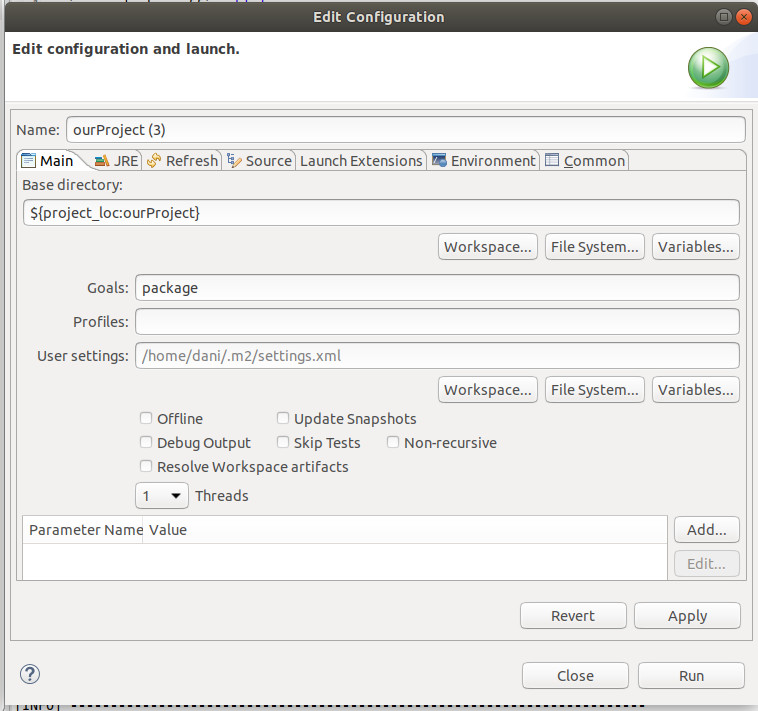 Edit Configuration
Edit configuration and launch.
Name: ourProject (3)
Main JRE Refresh Source Launch Extensions Environment Common
Base directory:
${project_loc:ourProject}
Workspace... File System... Variables...
Goals: package
Profiles:
User settings: /home/dani/.m2/settings.xml
Workspace... File System... Variables...
Offline Update Snapshots
Debug Output Skip Tests Non-recursive
Resolve Workspace artifacts
1 Threads
Parameter Name Value Add...
Edit...
Revert Apply
? Close Run
[INFO] ------------------------------------------------------------------------